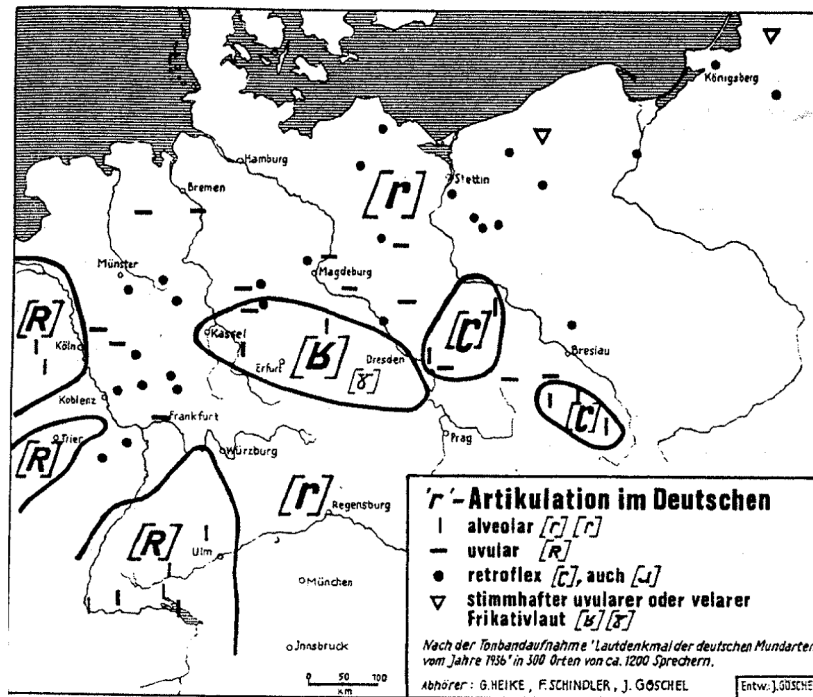 Königsberg
Hamburg
Stettin
Bremen
[r]
Münster
Magdeburg
[R]
Kassel
[ʁ]
Köln
Erfurt
Dresden
[ɣ]
Breslau
Koblenz
Frankfurt
Prag
Trier
[R]
Würzburg
[r]
Regensburg
[R]
Ulm
München
Innsbruck
0 50 100
km
'r'-Artikulation im Deutschen
alveolar [r] [ɾ]
uvular [R]
retroflex [ɽ], auch [ɻ]
stimmhafter uvularer oder velarer
Frikativlaut [ʁ] [ɣ]
Nach der Tonbandaufnahme 'Lautdenkmal der deutschen Mundarten
vom Jahre 1936' in 300 Orten von ca. 1200 Sprechern.
Abhörer: G.HEIKE, F.SCHINDLER, J. GÖSCHEL
Entw.: